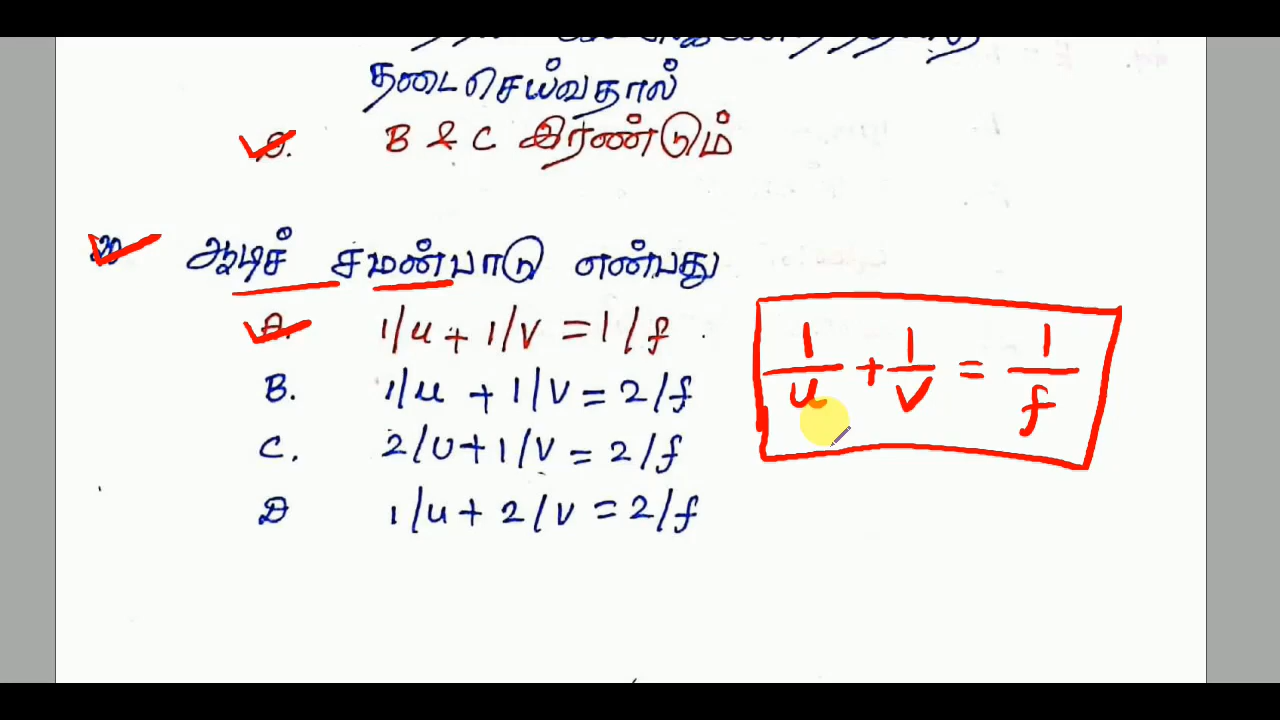 தடைசெய்வதால்
B & C இரண்டும்
ஆடிச் சமன்பாடு என்பது
A. 1/u + 1/v = 1/f
B. 1/u + 1/v = 2/f
C. 2/u + 1/v = 2/f
D 1/u + 2/v = 2/f
1/u + 1/v = 1/f